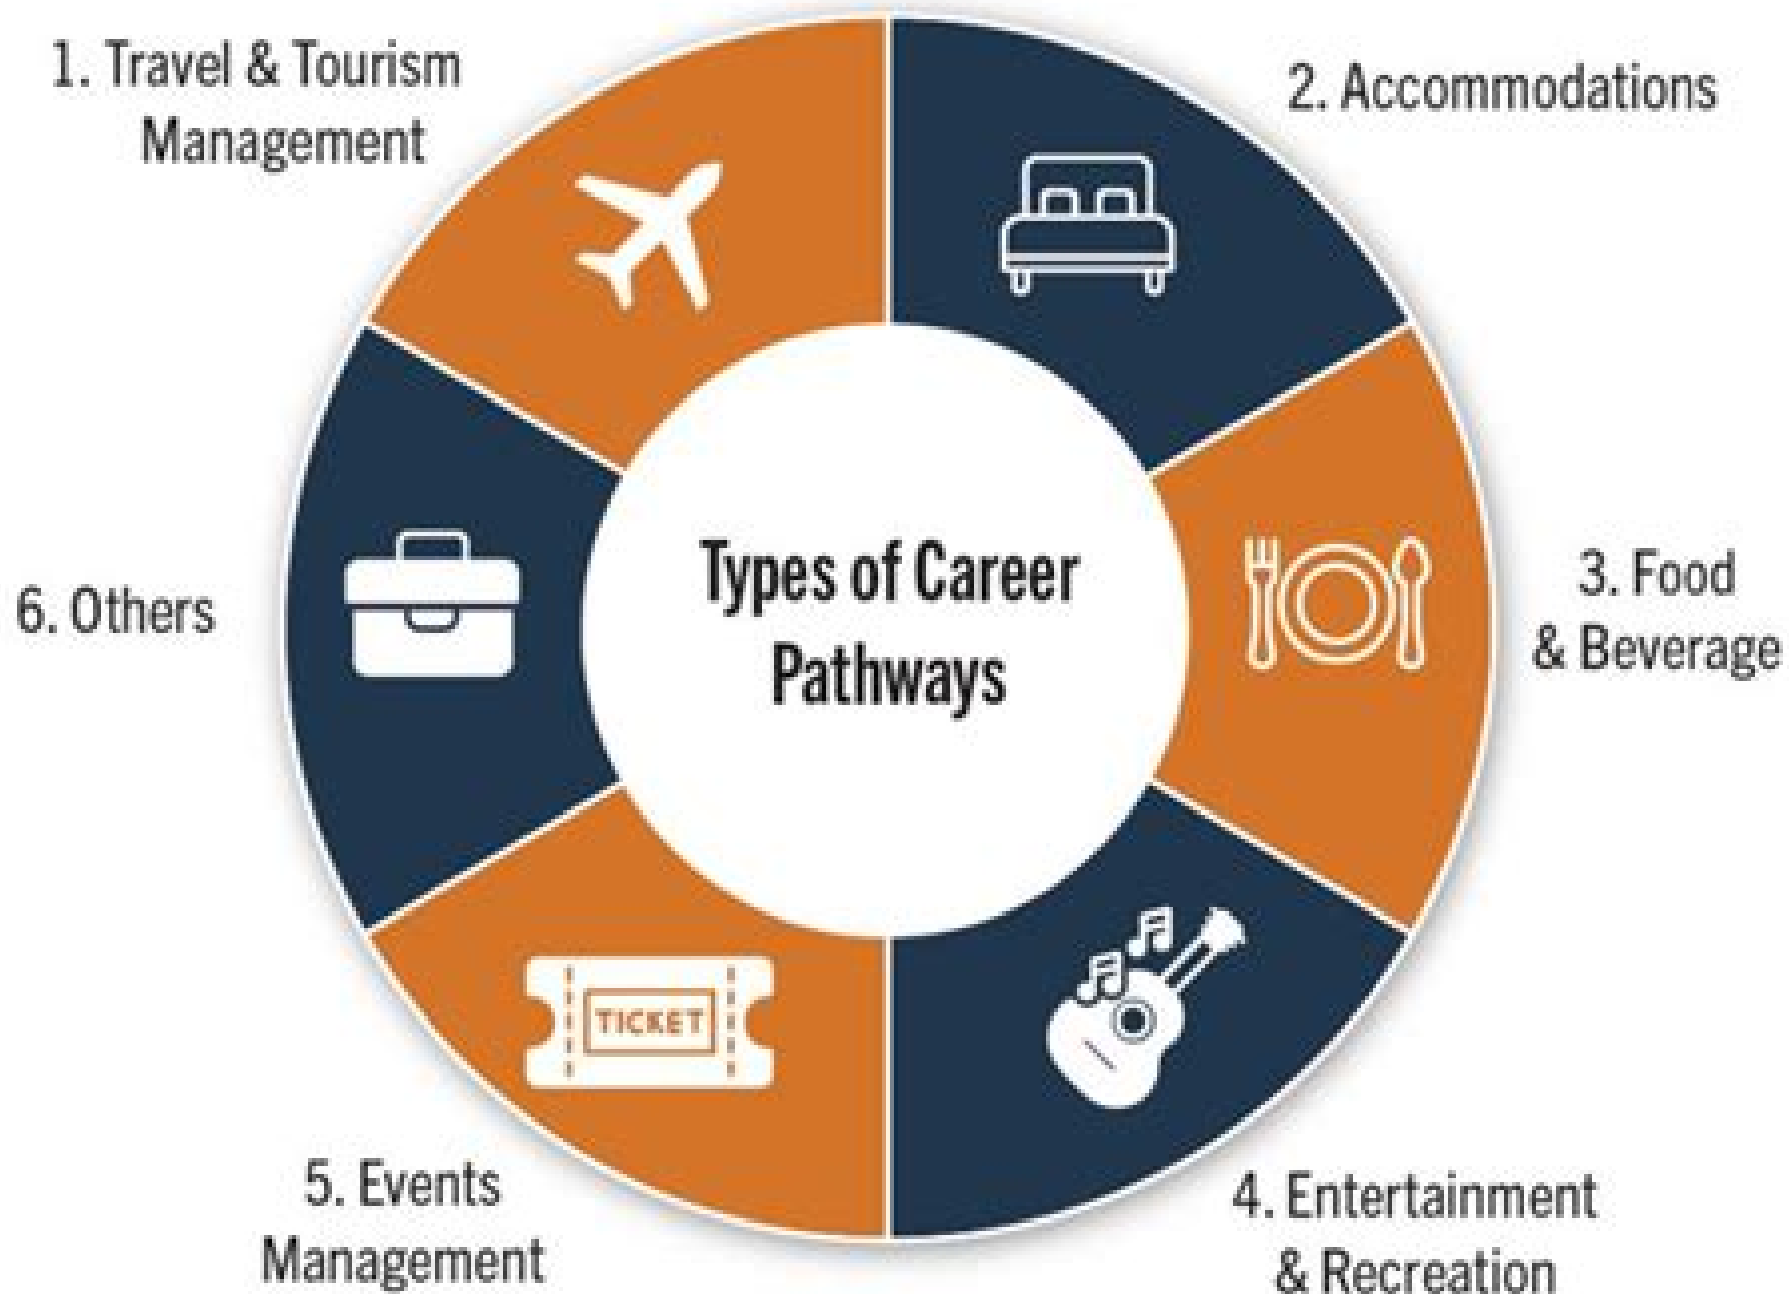 1. Travel & Tourism
Management
2. Accommodations
3. Food
& Beverage
4. Entertainment
& Recreation
5. Events
Management
6. Others
Types of Career
Pathways
TICKET